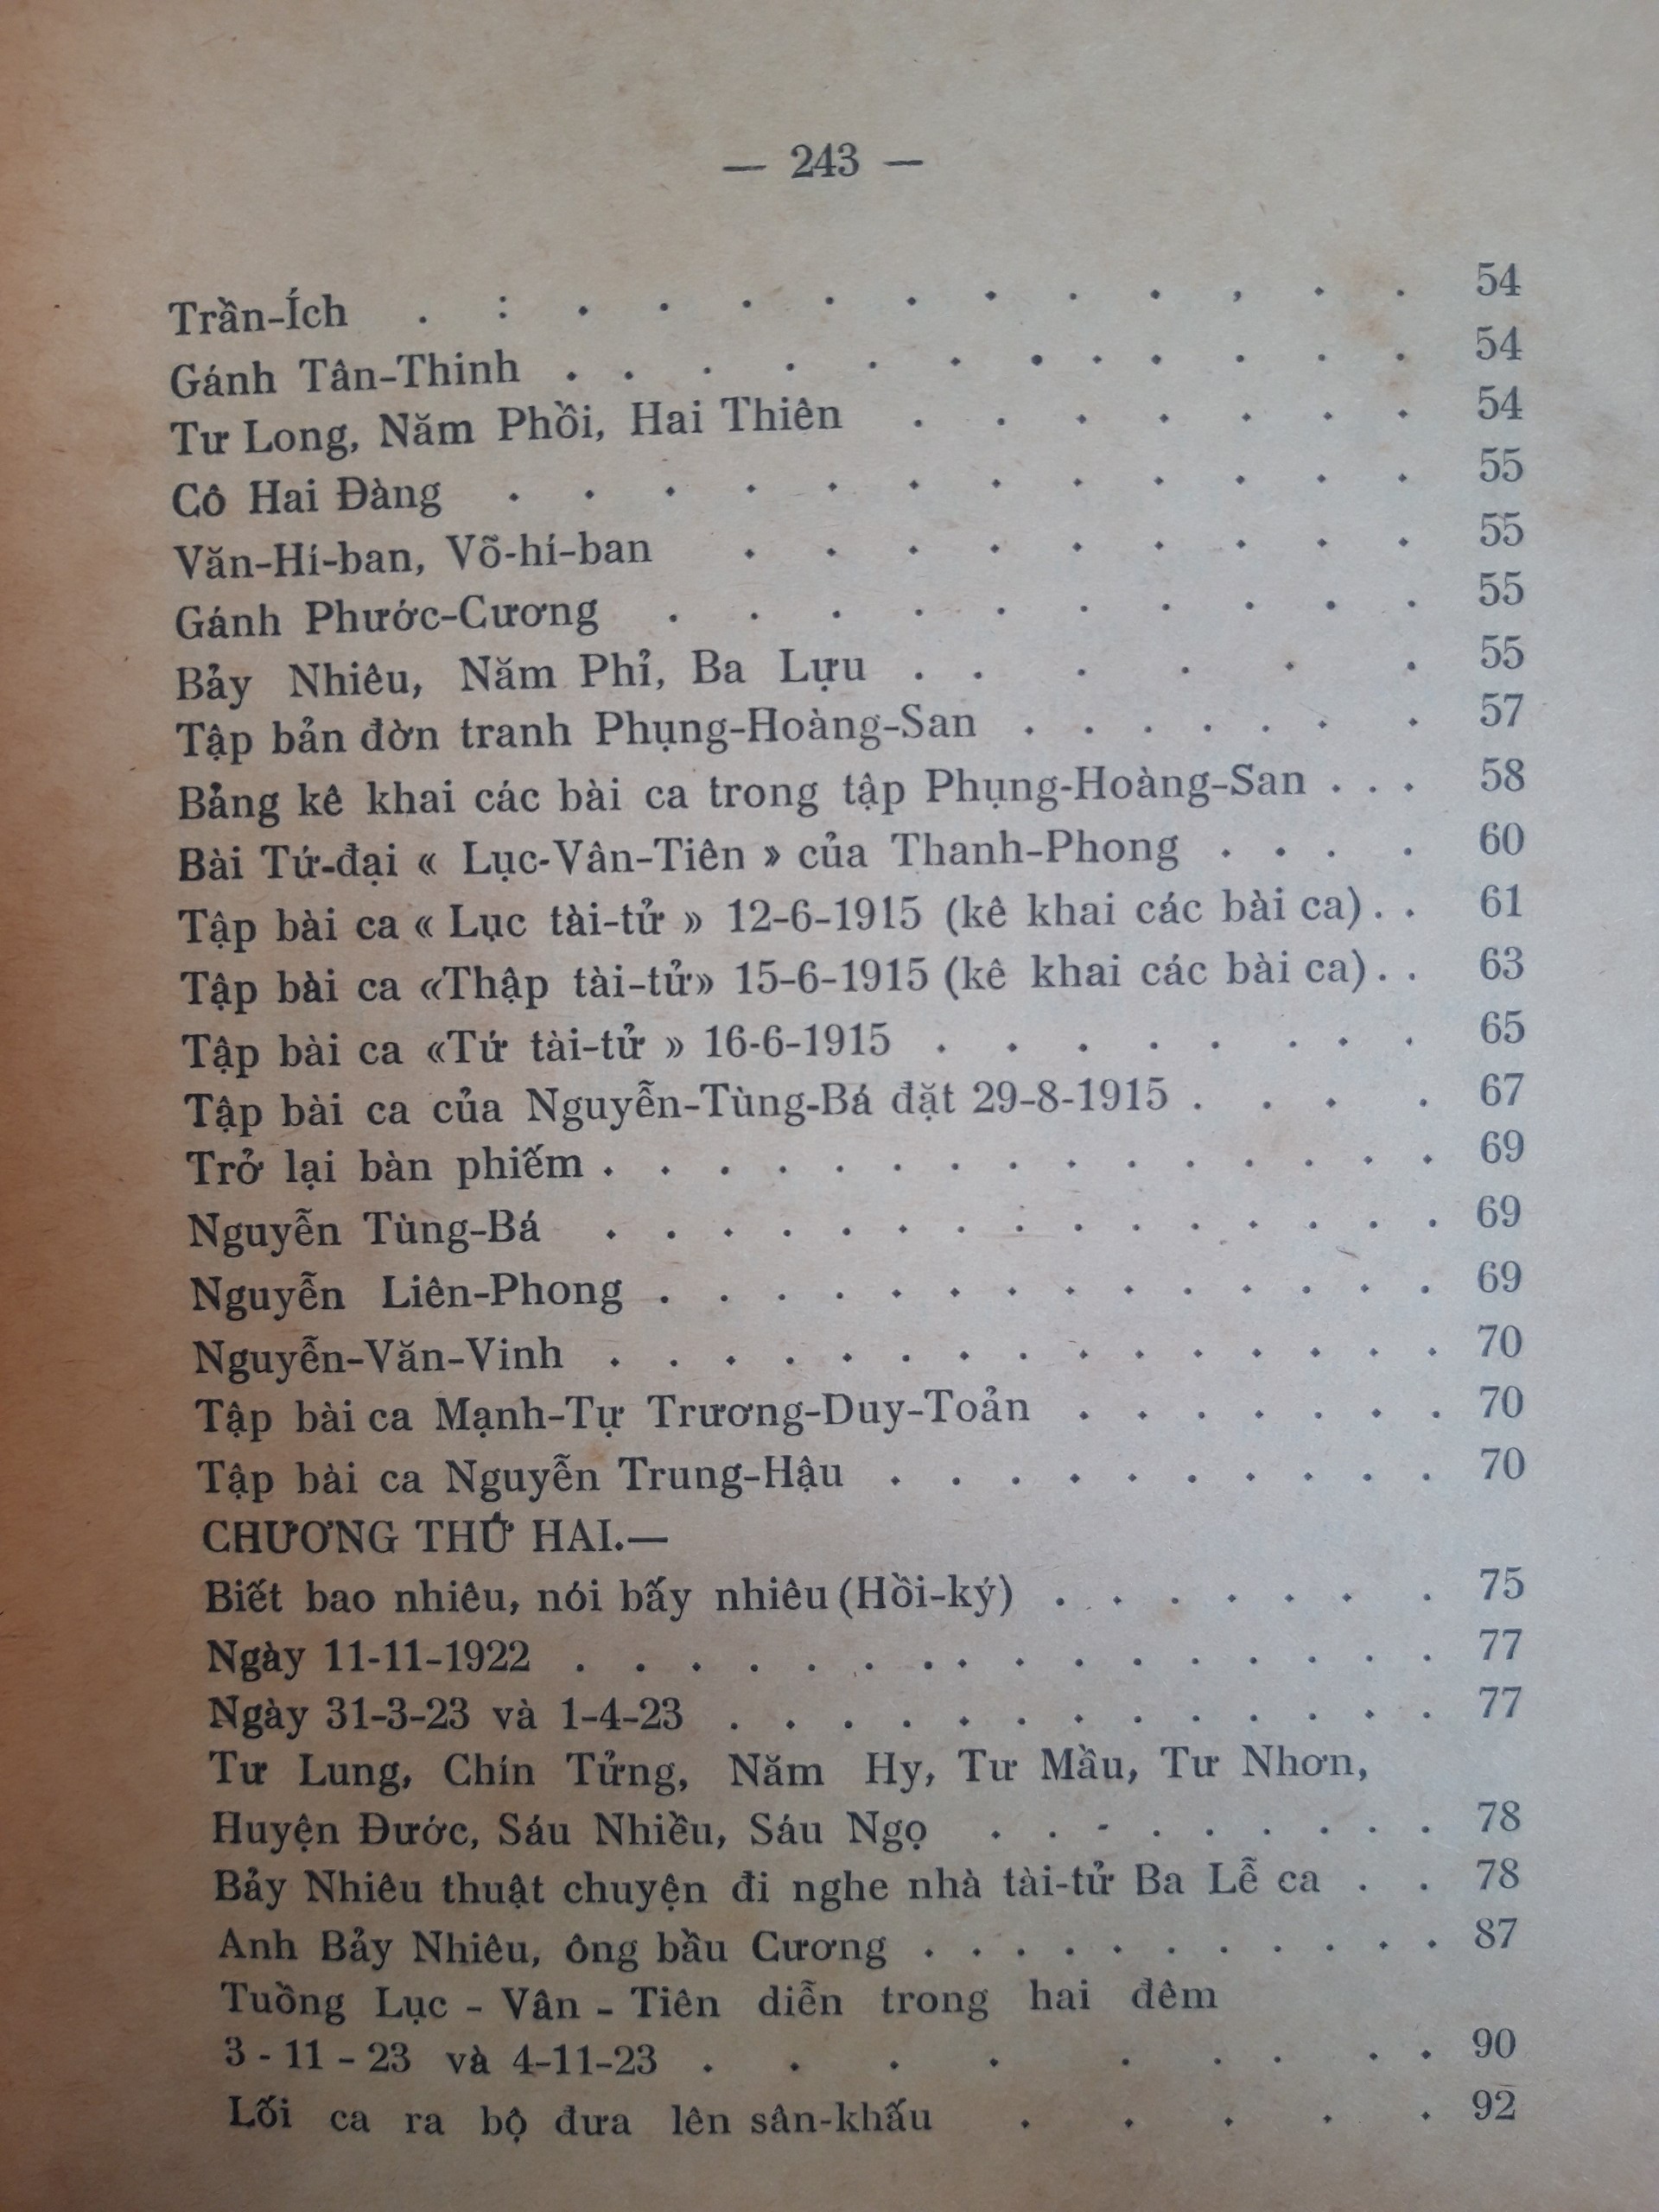 — 243 —
Trần-Ích . : . . . . . . . . , . . 54
Gánh Tân-Thinh . . . . . . . . . . . . 54
Tư Long, Năm Phồi, Hai Thiên . . . . . . . 54
Cô Hai Đàng . . . . . . . . . . . . 55
Văn-Hí-ban, Võ-hí-ban . . . . . . . . . 55
Gánh Phước-Cương . . . . . . . . . . 55
Bảy Nhiêu, Năm Phỉ, Ba Lựu . . . . . . 55
Tập bản đờn tranh Phụng-Hoàng-San . . . . . . . 57
Bảng kê khai các bài ca trong tập Phụng-Hoàng-San . . . 58
Bài Tứ-đại « Lục-Vân-Tiên » của Thanh-Phong . . . . 60
Tập bài ca « Lục tài-tử » 12-6-1915 (kê khai các bài ca) . . 61
Tập bài ca «Thập tài-tử» 15-6-1915 (kê khai các bài ca) . . 63
Tập bài ca «Tứ tài-tử » 16-6-1915 . . . . . . . . 65
Tập bài ca của Nguyễn-Tùng-Bá đặt 29-8-1915 . . . . 67
Trở lại bàn phiếm . . . . . . . . . . . . . . . 69
Nguyễn Tùng-Bá . . . . . . . . . . . . . . . 69
Nguyễn Liên-Phong . . . . . . . . . . . . . . 69
Nguyễn-Văn-Vinh . . . . . . . . . . . . . . . 70
Tập bài ca Mạnh-Tự Trương-Duy-Toản . . . . . . . 70
Tập bài ca Nguyễn Trung-Hậu . . . . . . . . . . 70
CHƯƠNG THỨ HAI.—
Biết bao nhiêu, nói bấy nhiêu (Hồi-ký) . . . . . . . 75
Ngày 11-11-1922 . . . . . . . . . . . . . . . . 77
Ngày 31-3-23 và 1-4-23 . . . . . . . . . . . . . 77
Tư Lung, Chín Tửng, Năm Hy, Tư Mầu, Tư Nhơn,
Huyện Đước, Sáu Nhiều, Sáu Ngọ . . - . . . . . . 78
Bảy Nhiêu thuật chuyện đi nghe nhà tài-tử Ba Lễ ca . . 78
Anh Bảy Nhiêu, ông bầu Cương . . . . . . . . . . . . 87
Tuồng Lục - Vân - Tiên diễn trong hai đêm
3 - 11 - 23 và 4-11-23 . . . . . . . . . 90
Lối ca ra bộ đưa lên sân-khấu . . . . . 92